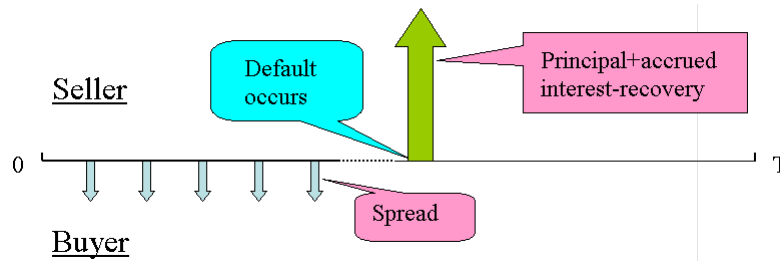 Default
occurs
Principal+accrued
interest-recovery
Seller
0
T
Spread
Buyer